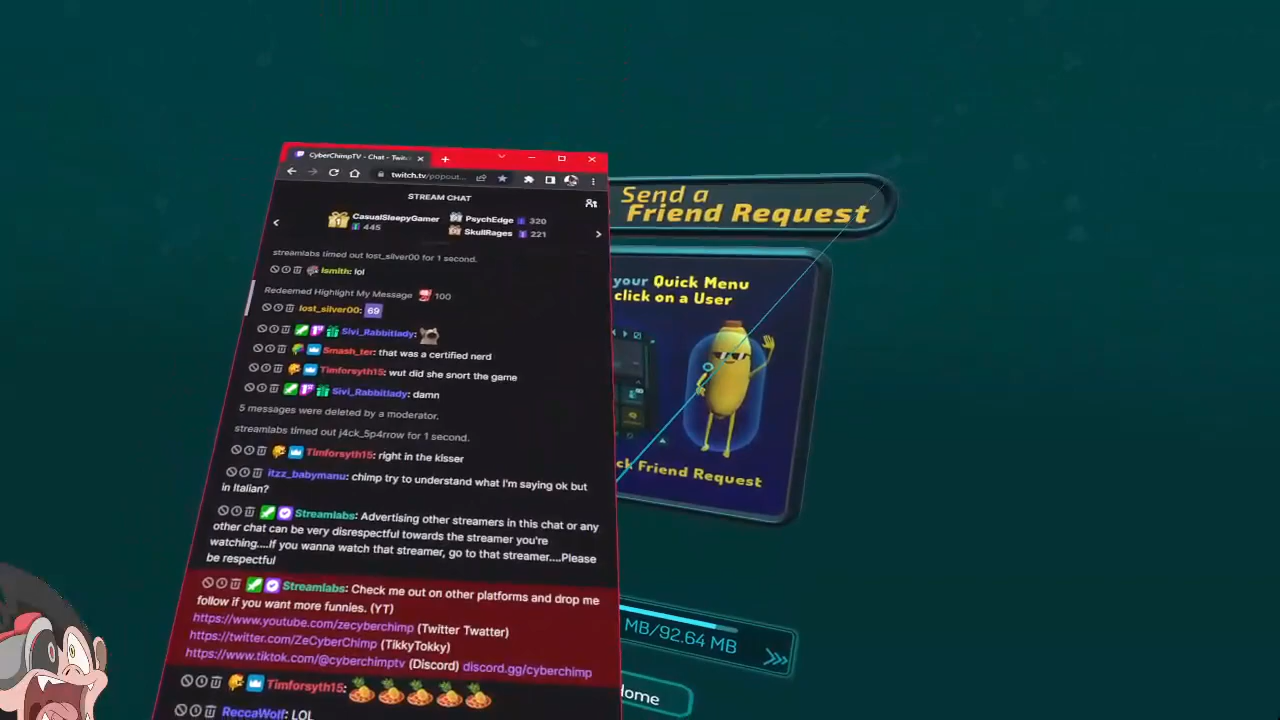 CyberChimpTV - Chat - Twitc
twitch.tv/popout...
STREAM CHAT
CasualSleepyGamer
445
PsychEdge 320
SkullRages 221
streamlabs timed out lost_silver00 for 1 second.
lsmith: lol
Redeemed Highlight My Message 100
lost_silver00: 69
Sivi_Rabbitlady:
Smash_ter: that was a certified nerd
Timforsyth15: wut did she snort the game
Sivi_Rabbitlady: damn
5 messages were deleted by a moderator.
streamlabs timed out j4ck_5p4rrow for 1 second.
Timforsyth15: right in the kisser
itzz_babymanu: chimp try to understand what I'm saying ok but
in Italian?
Streamlabs: Advertising other streamers in this chat or any
other chat can be very disrespectful towards the streamer you're
watching....If you wanna watch that streamer, go to that streamer....Please
be respectful
Streamlabs: Check me out on other platforms and drop me
follow if you want more funnies. (YT)
https://www.youtube.com/zecyberchimp (Twitter Twatter)
https://twitter.com/ZeCyberChimp (TikkyTokky)
https://www.tiktok.com/@cyberchimptv (Discord) discord.gg/cyberchimp
Timforsyth15:
ReccaWolf: LOL
Send a
Friend Request
your Quick Menu
click on a User
ck Friend Request
MB/92.64 MB
Home